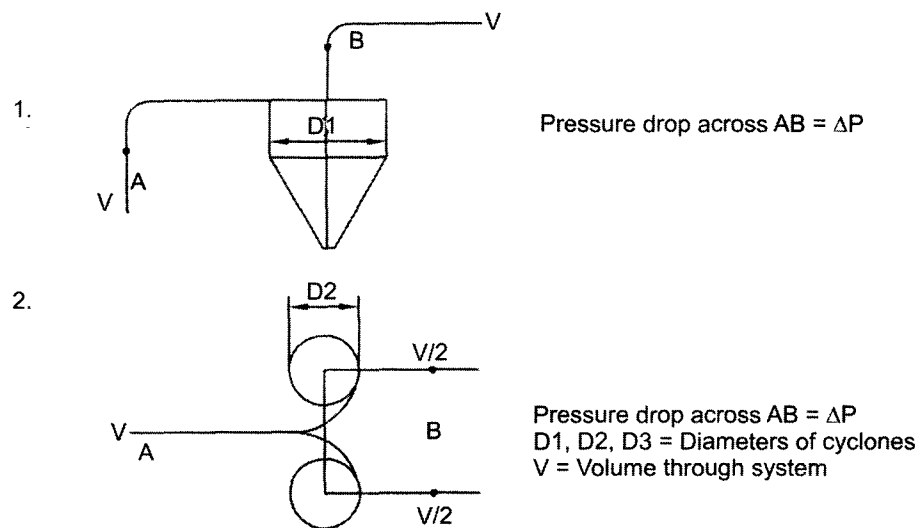 V
B
1.
D1
Pressure drop across AB = ΔP
A
V
2.
D2
V/2
V
A
B
Pressure drop across AB = ΔP
D1, D2, D3 = Diameters of cyclones
V = Volume through system
V/2